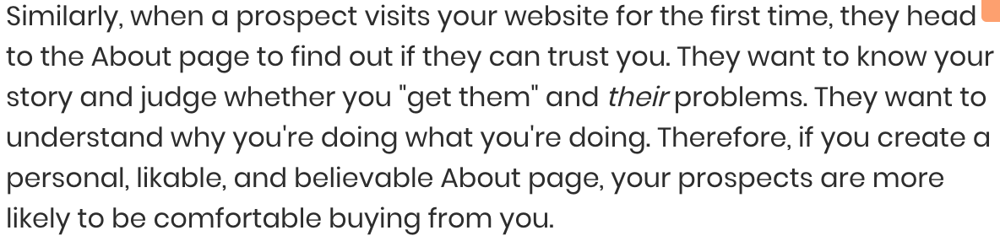 Similarly, when a prospect visits your website for the first time, they head
to the About page to find out if they can trust you. They want to know your
story and judge whether you "get them" and their problems. They want to
understand why you're doing what you're doing. Therefore, if you create a
personal, likable, and believable About page, your prospects are more
likely to be comfortable buying from you.